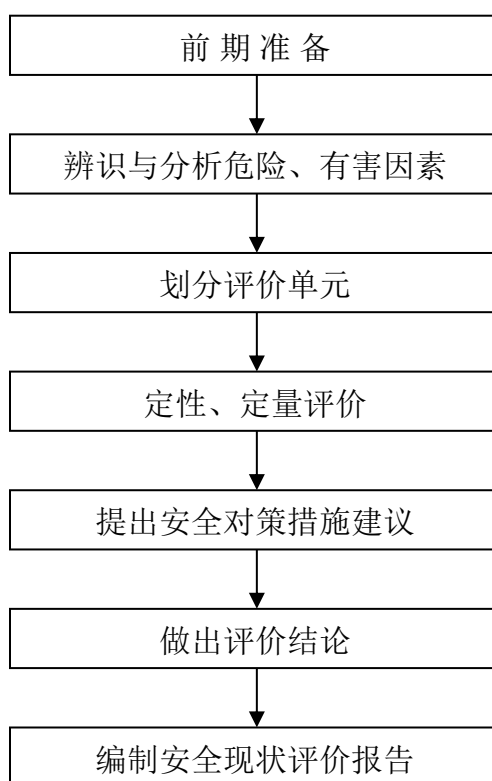 前期准备
辨识与分析危险、有害因素
划分评价单元
定性、定量评价
提出安全对策措施建议
做出评价结论
编制安全现状评价报告